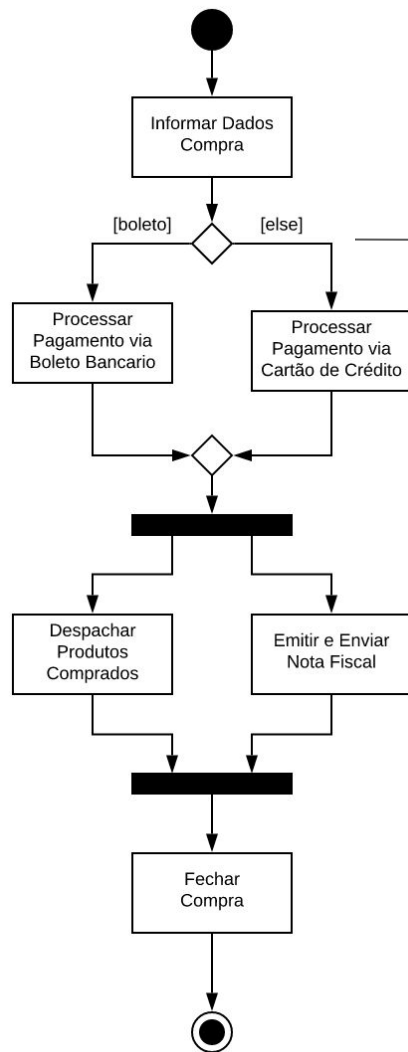 Informar Dados
Compra
[boleto]
[else]
Processar
Pagamento via
Boleto Bancario
Processar
Pagamento via
Cartão de Crédito
Despachar
Produtos
Comprados
Emitir e Enviar
Nota Fiscal
Fechar
Compra